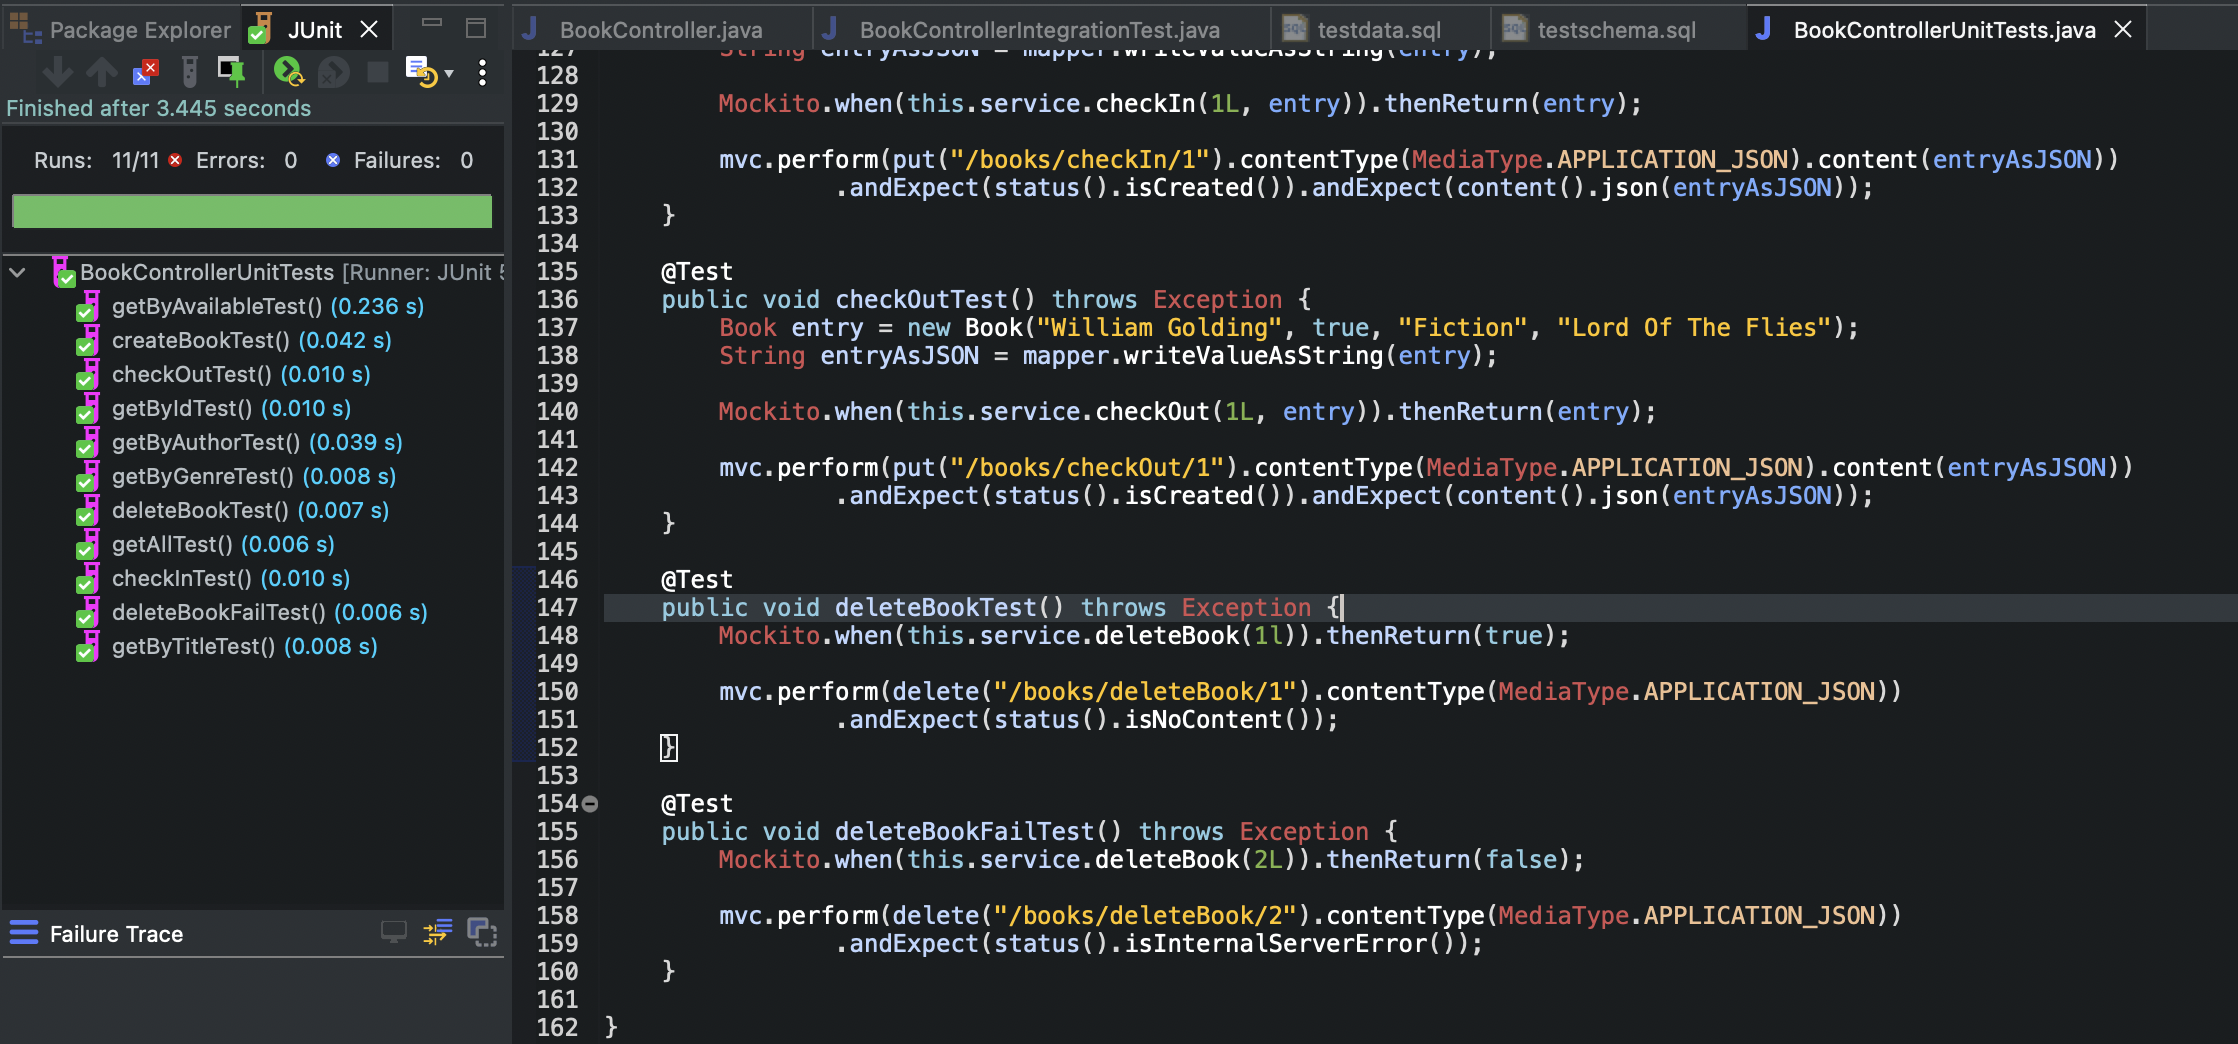 Package Explorer
JUnit
Finished after 3.445 seconds
Runs: 11/11
Errors: 0
Failures: 0
BookControllerUnitTests [Runner: JUnit 5
getByAvailableTest() (0.236 s)
createBookTest() (0.042 s)
checkOutTest() (0.010 s)
getByIdTest() (0.010 s)
getByAuthorTest() (0.039 s)
getByGenreTest() (0.008 s)
deleteBookTest() (0.007 s)
getAllTest() (0.006 s)
checkInTest() (0.010 s)
deleteBookFailTest() (0.006 s)
getByTitleTest() (0.008 s)
Failure Trace
BookController.java
BookControllerIntegrationTest.java
testdata.sql
testschema.sql
BookControllerUnitTests.java
127 String entryAsJSON = mapper.writeValueAsString(entry);
128
129 Mockito.when(this.service.checkIn(1L, entry)).thenReturn(entry);
130
131 mvc.perform(put("/books/checkIn/1").contentType(MediaType.APPLICATION_JSON).content(entryAsJSON))
132 .andExpect(status().isCreated()).andExpect(content().json(entryAsJSON));
133 }
134
135 @Test
136 public void checkOutTest() throws Exception {
137 Book entry = new Book("William Golding", true, "Fiction", "Lord Of The Flies");
138 String entryAsJSON = mapper.writeValueAsString(entry);
139
140 Mockito.when(this.service.checkOut(1L, entry)).thenReturn(entry);
141
142 mvc.perform(put("/books/checkOut/1").contentType(MediaType.APPLICATION_JSON).content(entryAsJSON))
143 .andExpect(status().isCreated()).andExpect(content().json(entryAsJSON));
144 }
145
146 @Test
147 public void deleteBookTest() throws Exception {
148 Mockito.when(this.service.deleteBook(1l)).thenReturn(true);
149
150 mvc.perform(delete("/books/deleteBook/1").contentType(MediaType.APPLICATION_JSON))
151 .andExpect(status().isNoContent());
152 }
153
154 @Test
155 public void deleteBookFailTest() throws Exception {
156 Mockito.when(this.service.deleteBook(2L)).thenReturn(false);
157
158 mvc.perform(delete("/books/deleteBook/2").contentType(MediaType.APPLICATION_JSON))
159 .andExpect(status().isInternalServerError());
160 }
161
162 }